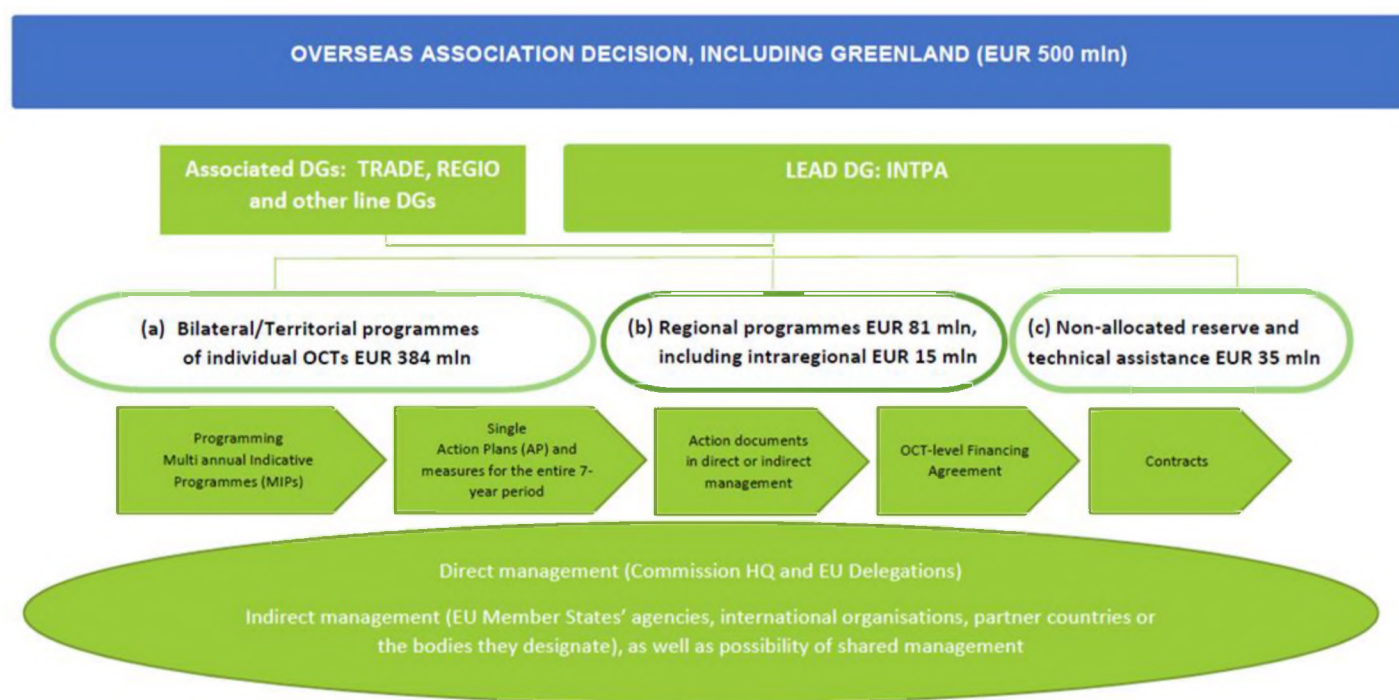 OVERSEAS ASSOCIATION DECISION, INCLUDING GREENLAND (EUR 500 mln)
Associated DGs: TRADE, REGIO
and other line DGs
LEAD DG: INTPA
(a) Bilateral/Territorial programmes
of individual OCTs EUR 384 mln
(b) Regional programmes EUR 81 mln,
including intraregional EUR 15 mln
(c) Non-allocated reserve and
technical assistance EUR 35 mln
Programming
Multi annual Indicative
Programmes (MIPs)
Single
Action Plans (AP) and
measures for the entire 7-
year period
Action documents
in direct or indirect
management
OCT-level Financing
Agreement
Contracts
Direct management (Commission HQ and EU Delegations)
Indirect management (EU Member States’ agencies, international organisations, partner countries or
the bodies they designate), as well as possibility of shared management